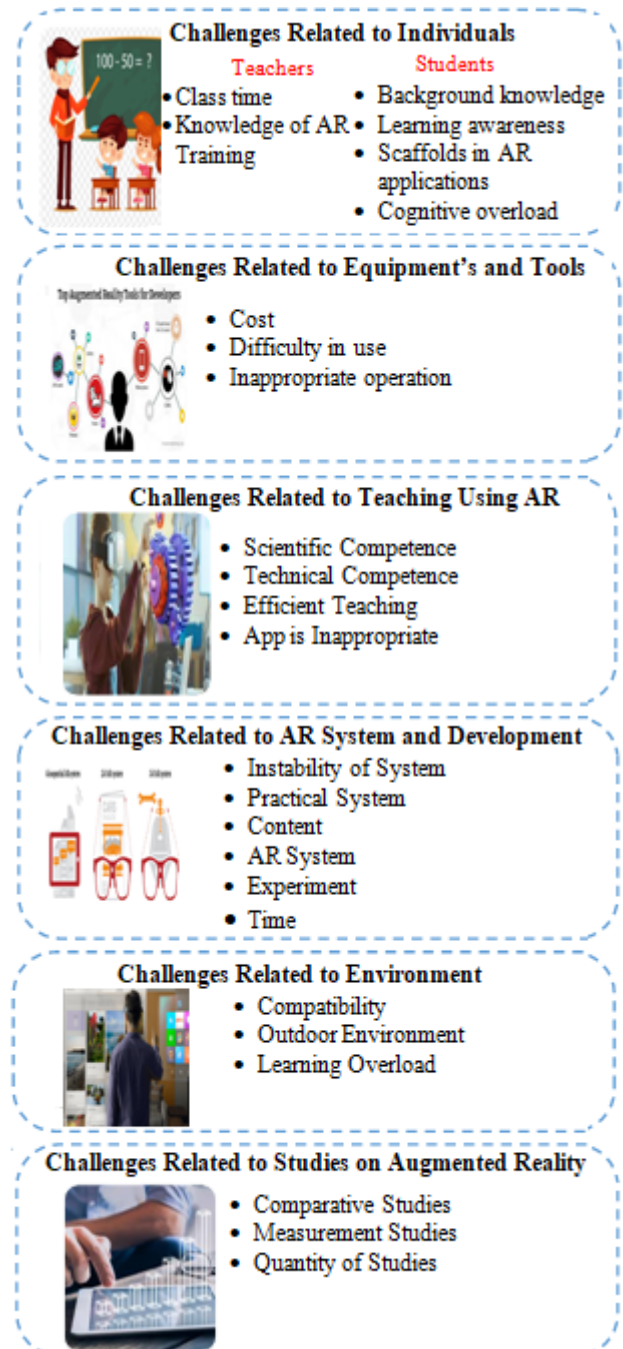 Challenges Related to Individuals
100 - 50 = ?
Teachers
• Class time
• Knowledge of AR
Training
Students
• Background knowledge
• Learning awareness
• Scaffolds in AR
applications
• Cognitive overload
Challenges Related to Equipment’s and Tools
Top Augmented Reality Tools for Developers
• Cost
• Difficulty in use
• Inappropriate operation
Challenges Related to Teaching Using AR
• Scientific Competence
• Technical Competence
• Efficient Teaching
• App is Inappropriate
Challenges Related to AR System and Development
• Instability of System
• Practical System
• Content
• AR System
• Experiment
• Time
Challenges Related to Environment
• Compatibility
• Outdoor Environment
• Learning Overload
Challenges Related to Studies on Augmented Reality
• Comparative Studies
• Measurement Studies
• Quantity of Studies